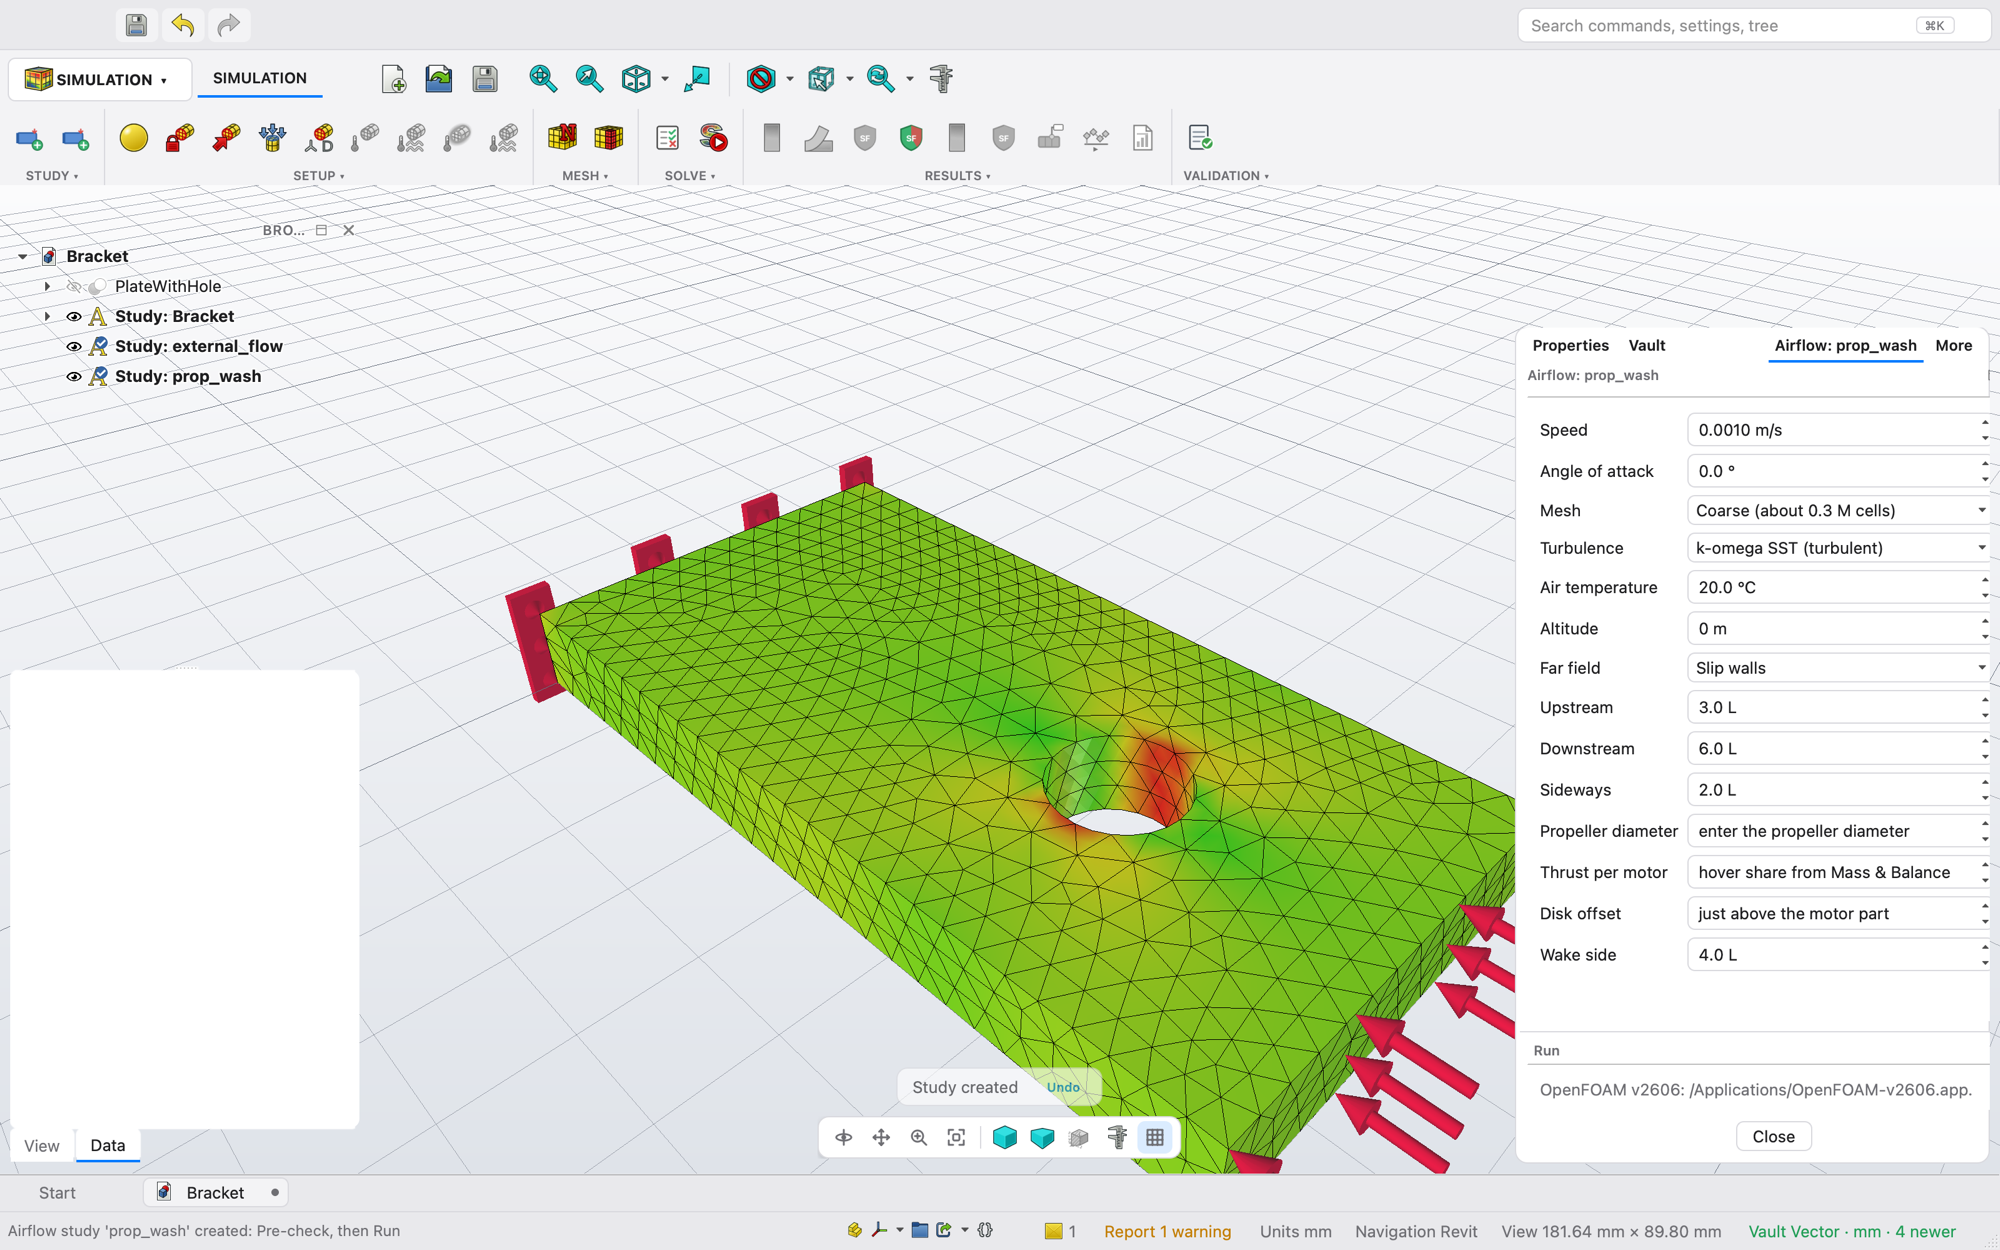 Search commands, settings, tree ⌘K
SIMULATION ▾
SIMULATION
STUDY ▾
SETUP ▾
MESH ▾
SOLVE ▾
RESULTS ▾
VALIDATION ▾
BRO...
Bracket
PlateWithHole
Study: Bracket
Study: external_flow
Study: prop_wash
Properties Vault Airflow: prop_wash More
Airflow: prop_wash
Speed 0.0010 m/s
Angle of attack 0.0 °
Mesh Coarse (about 0.3 M cells)
Turbulence k-omega SST (turbulent)
Air temperature 20.0 °C
Altitude 0 m
Far field Slip walls
Upstream 3.0 L
Downstream 6.0 L
Sideways 2.0 L
Propeller diameter enter the propeller diameter
Thrust per motor hover share from Mass & Balance
Disk offset just above the motor part
Wake side 4.0 L
Run
OpenFOAM v2606: /Applications/OpenFOAM-v2606.app.
Close
Study created Undo
View Data
Start Bracket
Airflow study 'prop_wash' created: Pre-check, then Run
1 Report 1 warning Units mm Navigation Revit View 181.64 mm × 89.80 mm Vault Vector · mm · 4 newer